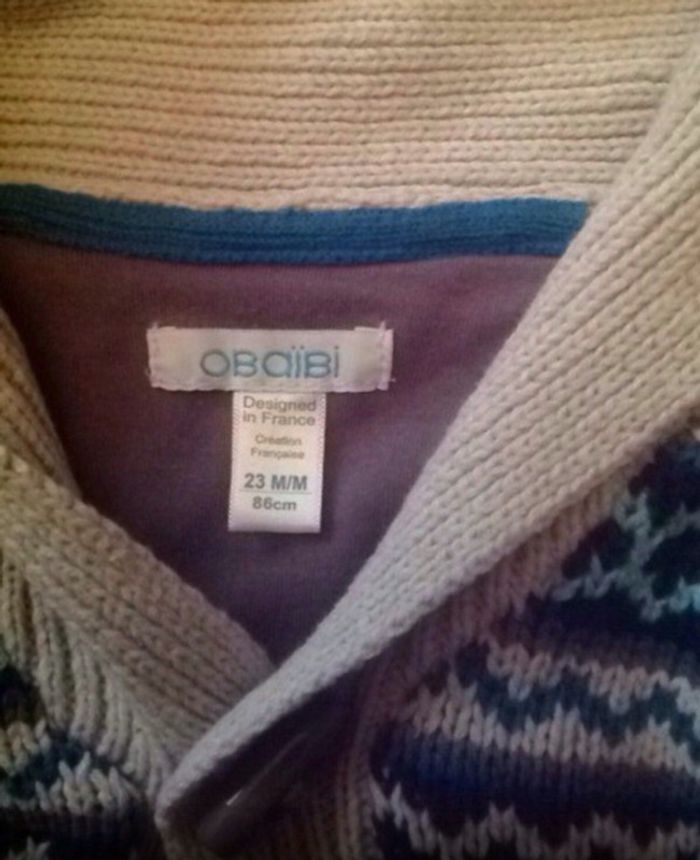 OBaïBi
Designed
in France
Création
Française
23 M/M
86cm